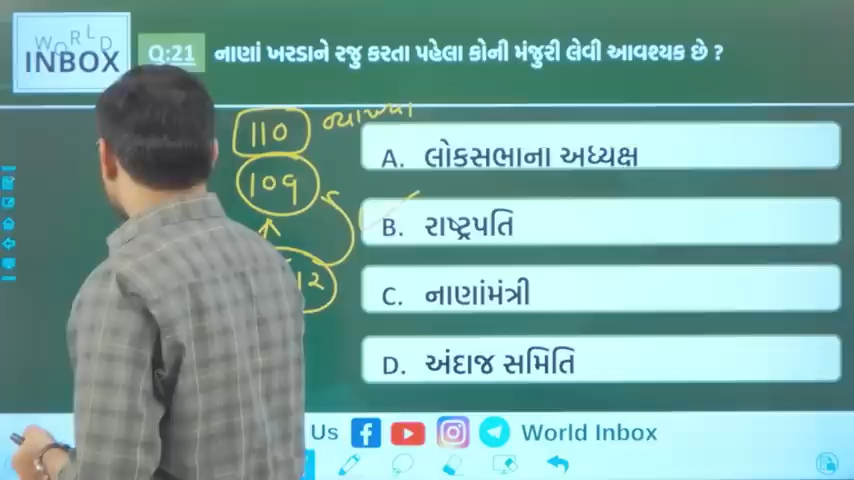 WORLD
INBOX
Q:21 નાણાં ખરડાને રજુ કરતા પહેલા કોની મંજુરી લેવી આવશ્યક છે ?
110 વ્યાખ્યા
109
12
A. લોકસભાના અધ્યક્ષ
B. રાષ્ટ્રપતિ
C. નાણાંમંત્રી
D. અંદાજ સમિતિ
Us World Inbox